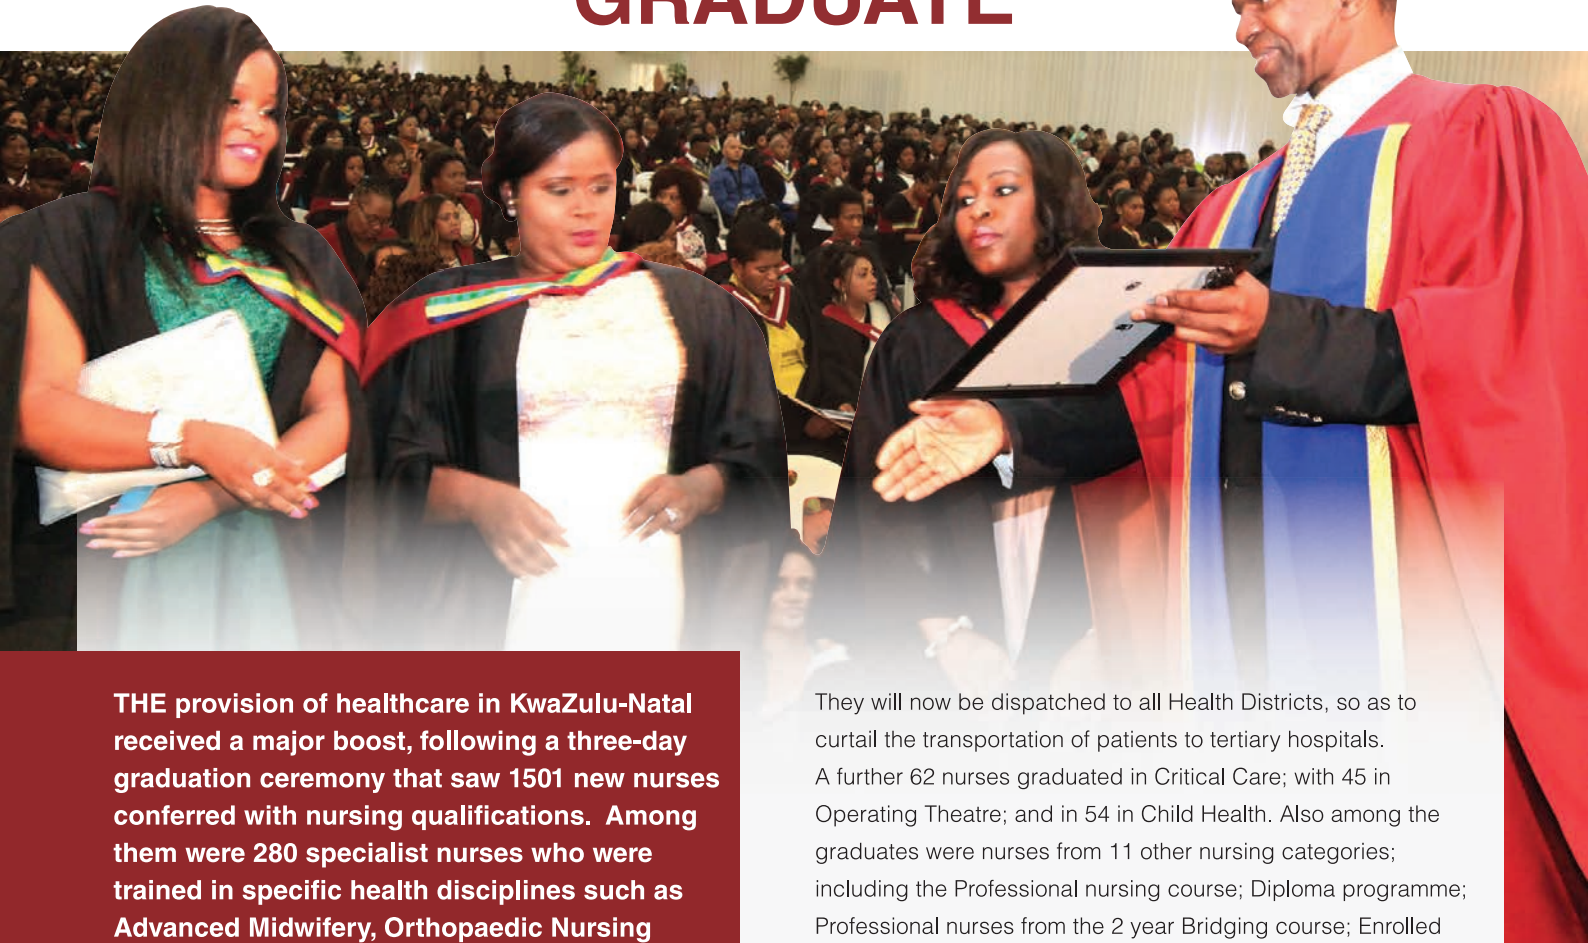 GRADUATE
THE provision of healthcare in KwaZulu-Natal
received a major boost, following a three-day
graduation ceremony that saw 1501 new nurses
conferred with nursing qualifications.  Among
them were 280 specialist nurses who were
trained in specific health disciplines such as
Advanced Midwifery, Orthopaedic Nursing
They will now be dispatched to all Health Districts, so as to
curtail the transportation of patients to tertiary hospitals.
A further 62 nurses graduated in Critical Care; with 45 in
Operating Theatre; and in 54 in Child Health. Also among the
graduates were nurses from 11 other nursing categories;
including the Professional nursing course; Diploma programme;
Professional nurses from the 2 year Bridging course; Enrolled